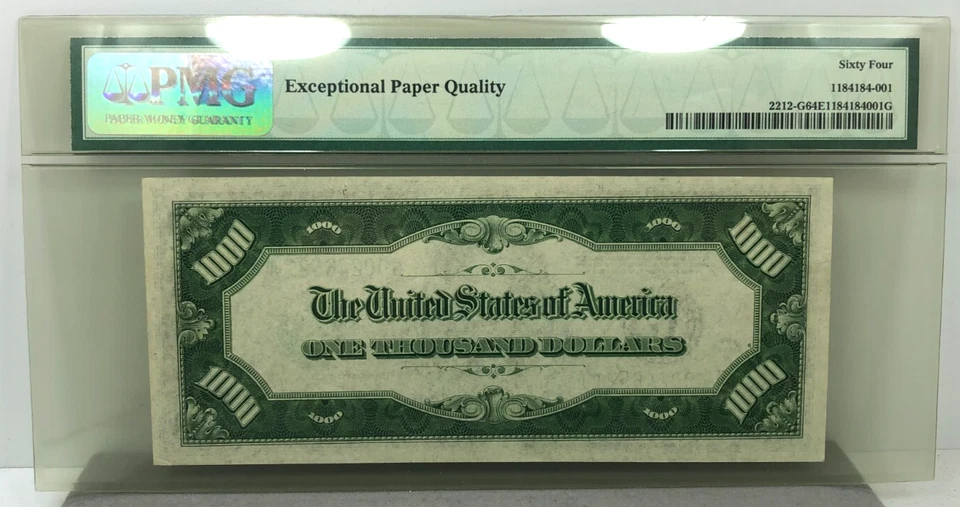 PMG
PAPER MONEY GUARANTY
Exceptional Paper Quality
Sixty Four
1184184-001
2212-G64E1184184001G
1000
1000
1000
1000
The United States of America
ONE THOUSAND DOLLARS
1000
1000
1000
1000